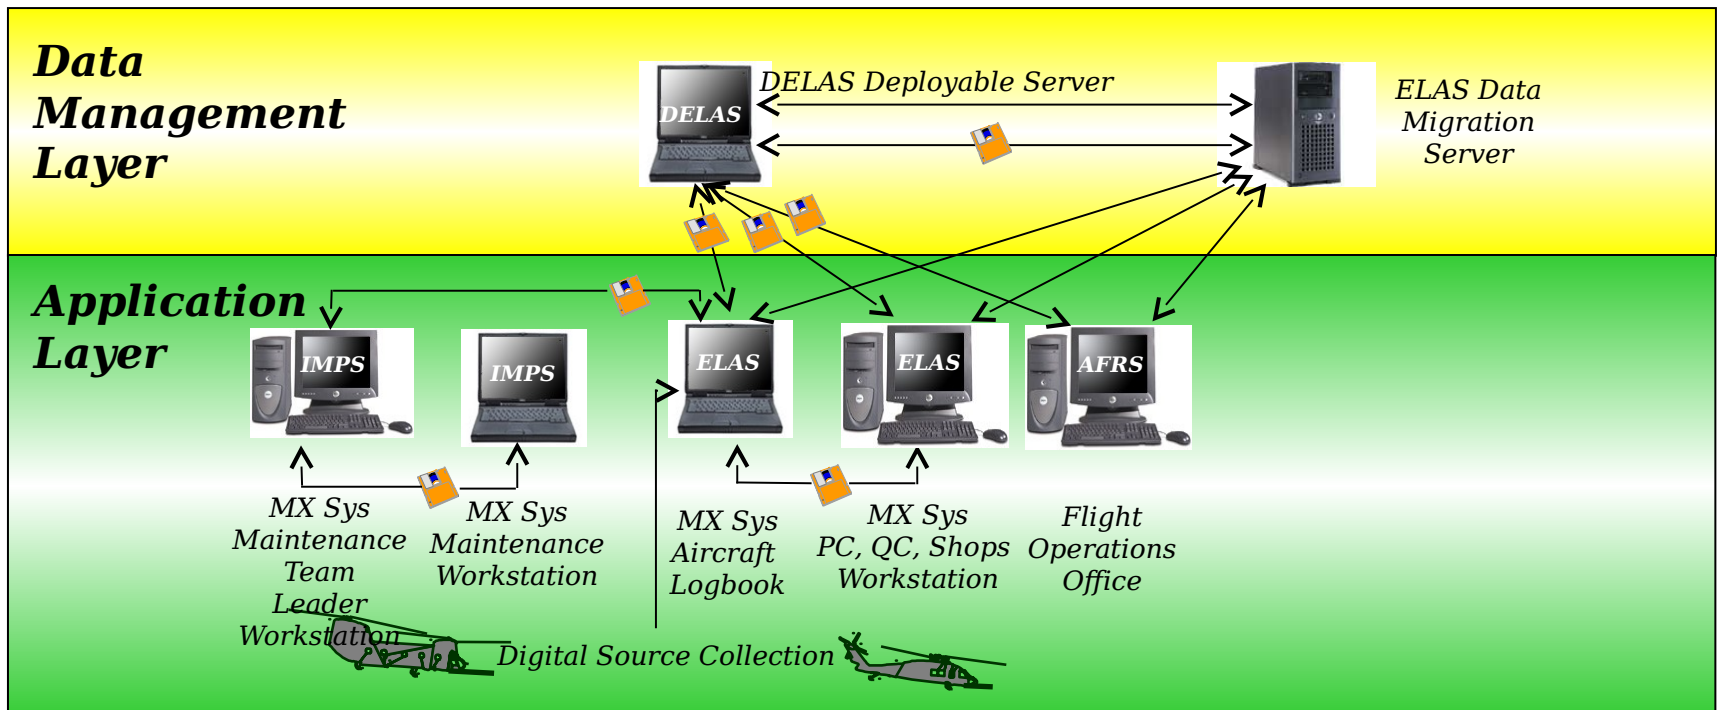 Data
Management
Layer
DELAS
DELAS Deployable Server
ELAS Data
Migration
Server
Application
Layer
IMPS
IMPS
ELAS
ELAS
AFRS
MX Sys
Maintenance
Team
Leader
Workstation
MX Sys
Maintenance
Workstation
MX Sys
Aircraft
Logbook
MX Sys
PC, QC, Shops
Workstation
Flight
Operations
Office
Digital Source Collection